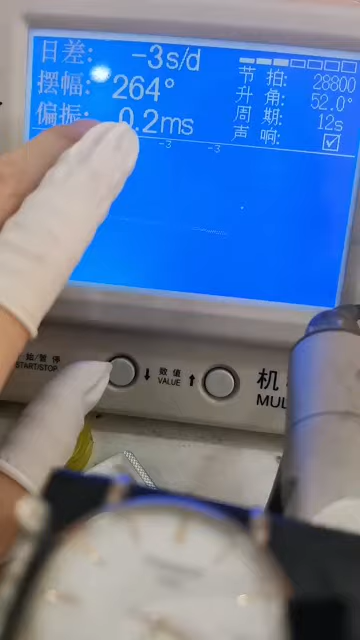 日差: -3s/d
摆幅: 264°
偏振: 0.2ms
节 拍: 28800
升 角: 52.0°
周 期: 12s
声 响: ☑
-3 -3
START/STOP
数值
VALUE
机
MUL